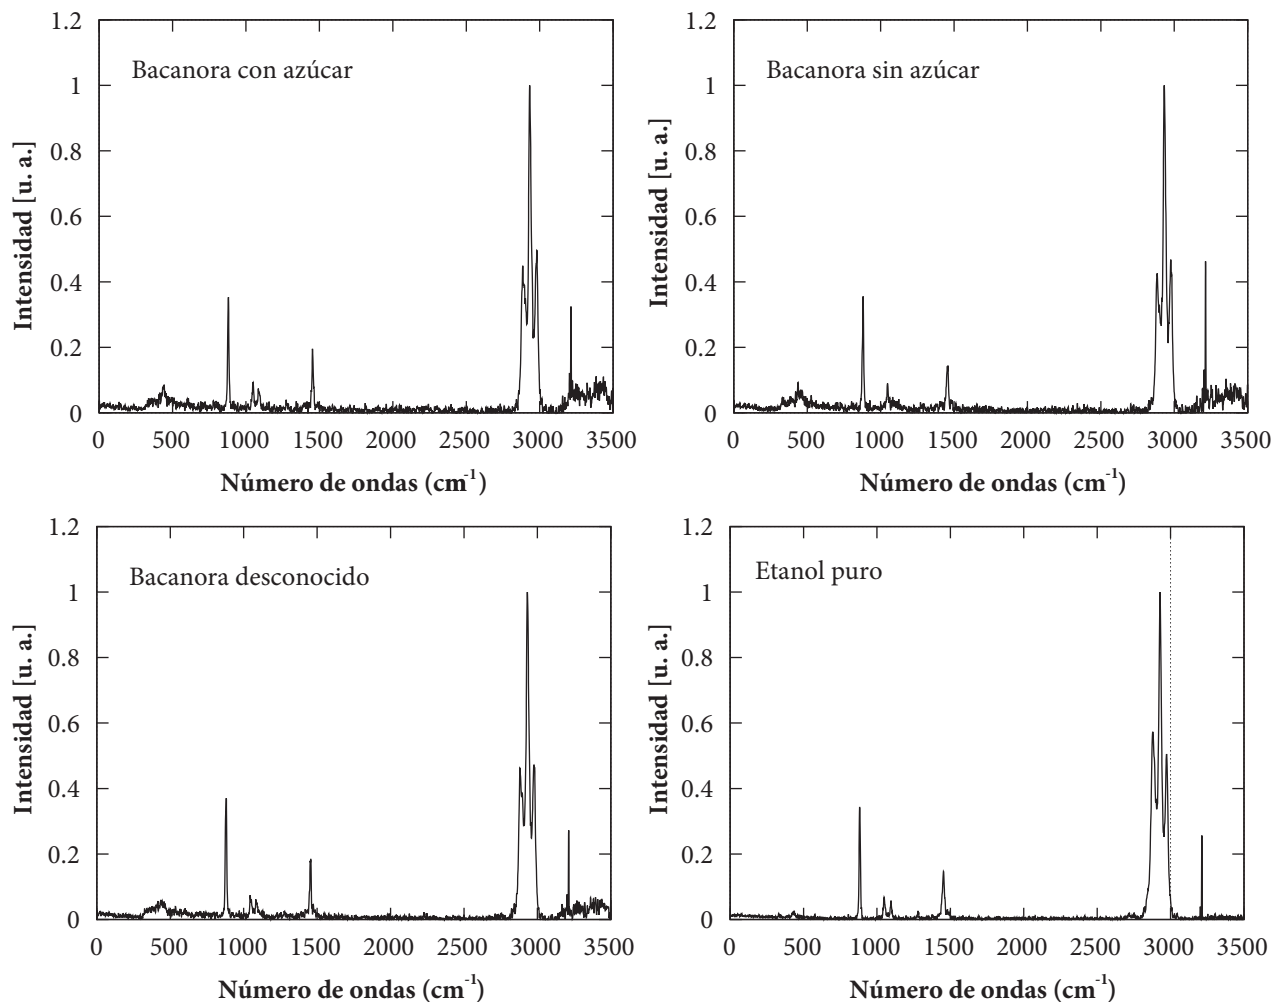 Bacanora con azúcar
Intensidad [u. a.]
1.2
1
0.8
0.6
0.4
0.2
0
0 500 1000 1500 2000 2500 3000 3500
Número de ondas (cm-1)
Bacanora sin azúcar
Intensidad [u. a.]
1.2
1
0.8
0.6
0.4
0.2
0
0 500 1000 1500 2000 2500 3000 3500
Número de ondas (cm-1)
Bacanora desconocido
Intensidad [u. a.]
1.2
1
0.8
0.6
0.4
0.2
0
0 500 1000 1500 2000 2500 3000 3500
Número de ondas (cm-1)
Etanol puro
Intensidad [u. a.]
1.2
1
0.8
0.6
0.4
0.2
0
0 500 1000 1500 2000 2500 3000 3500
Número de ondas (cm-1)